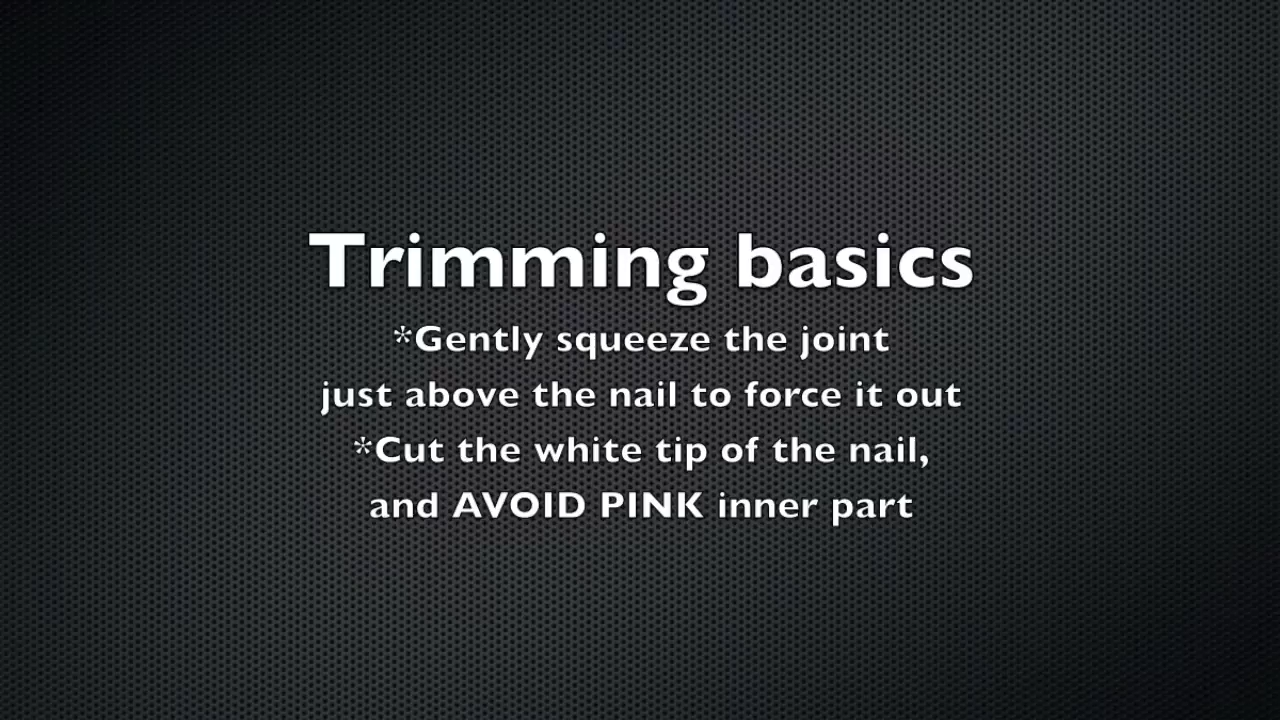 Trimming basics
*Gently squeeze the joint
just above the nail to force it out
*Cut the white tip of the nail,
and AVOID PINK inner part